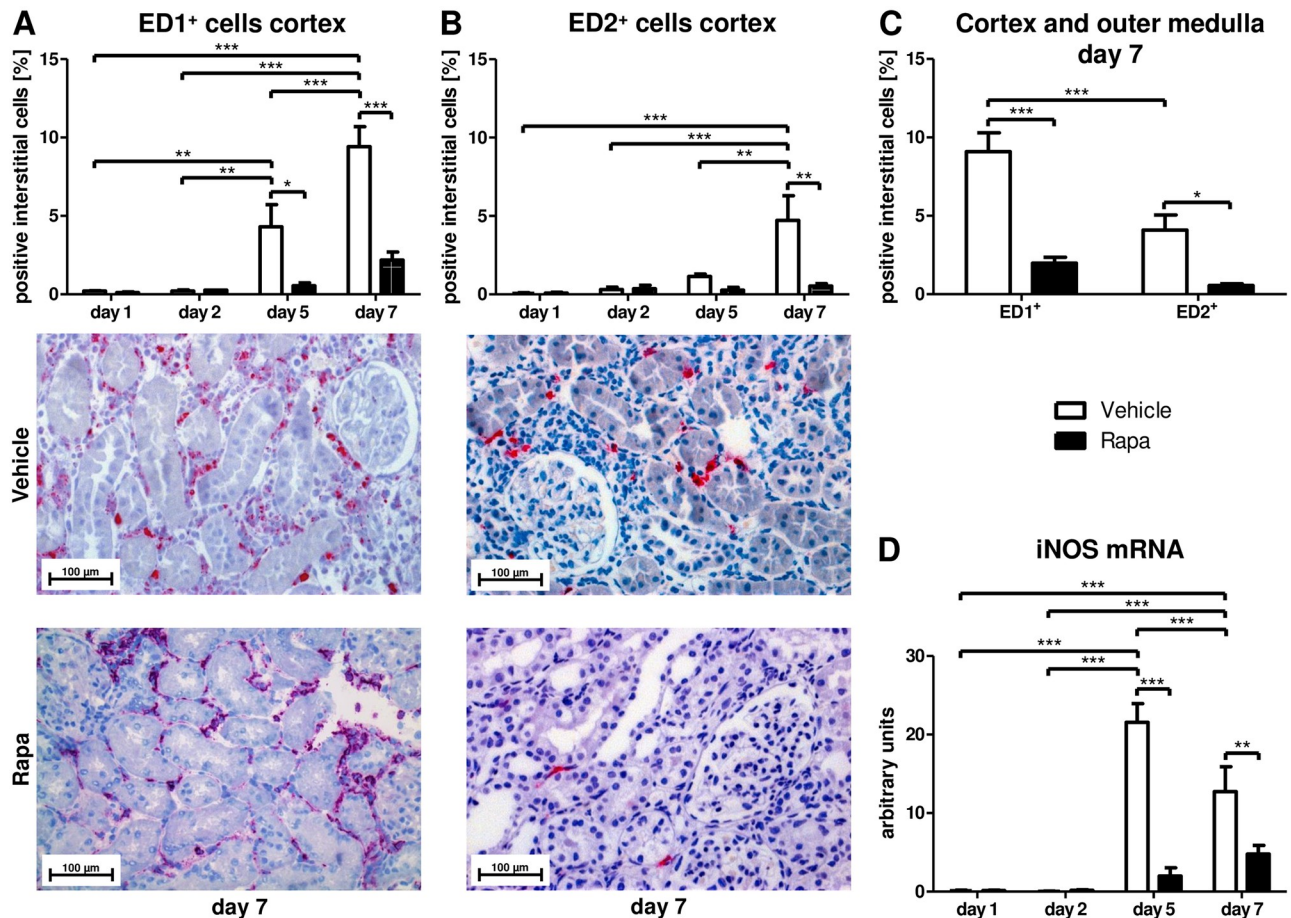 A
ED1⁺ cells cortex
positive interstitial cells [%]
15
10
5
0
***
***
***
***
**
**
*
day 1
day 2
day 5
day 7
B
ED2⁺ cells cortex
positive interstitial cells [%]
15
10
5
0
***
***
**
**
day 1
day 2
day 5
day 7
C
Cortex and outer medulla
day 7
positive interstitial cells [%]
15
10
5
0
***
***
*
ED1⁺
ED2⁺
Vehicle
Rapa
Vehicle
100 µm
100 µm
Rapa
100 µm
100 µm
day 7
D
iNOS mRNA
***
***
***
***
***
***
**
arbitrary units
30
20
10
0
day 1
day 2
day 5
day 7